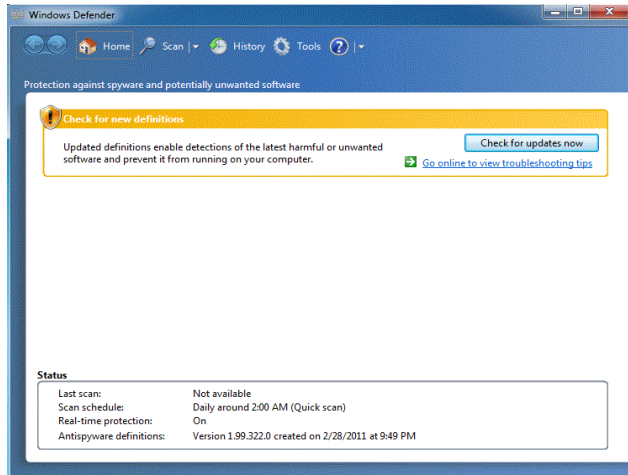 Windows Defender
Home Scan History Tools
Protection against spyware and potentially unwanted software
Check for new definitions
Updated definitions enable detections of the latest harmful or unwanted
software and prevent it from running on your computer.
Check for updates now
Go online to view troubleshooting tips
Status
Last scan: Not available
Scan schedule: Daily around 2:00 AM (Quick scan)
Real-time protection: On
Antispyware definitions: Version 1.99.322.0 created on 2/28/2011 at 9:49 PM